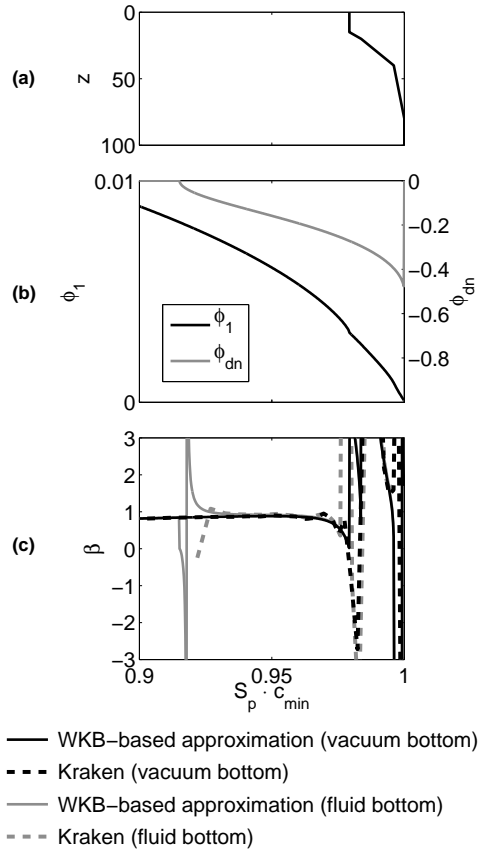 (a)
z
0
50
100
(b)
ϕ1
0.01
0
ϕ1
ϕdn
0
−0.2
−0.4
−0.6
−0.8
ϕdn
(c)
β
3
2
1
0
−1
−2
−3
0.9
0.95
1
Sp · cmin
WKB−based approximation (vacuum bottom)
Kraken (vacuum bottom)
WKB−based approximation (fluid bottom)
Kraken (fluid bottom)